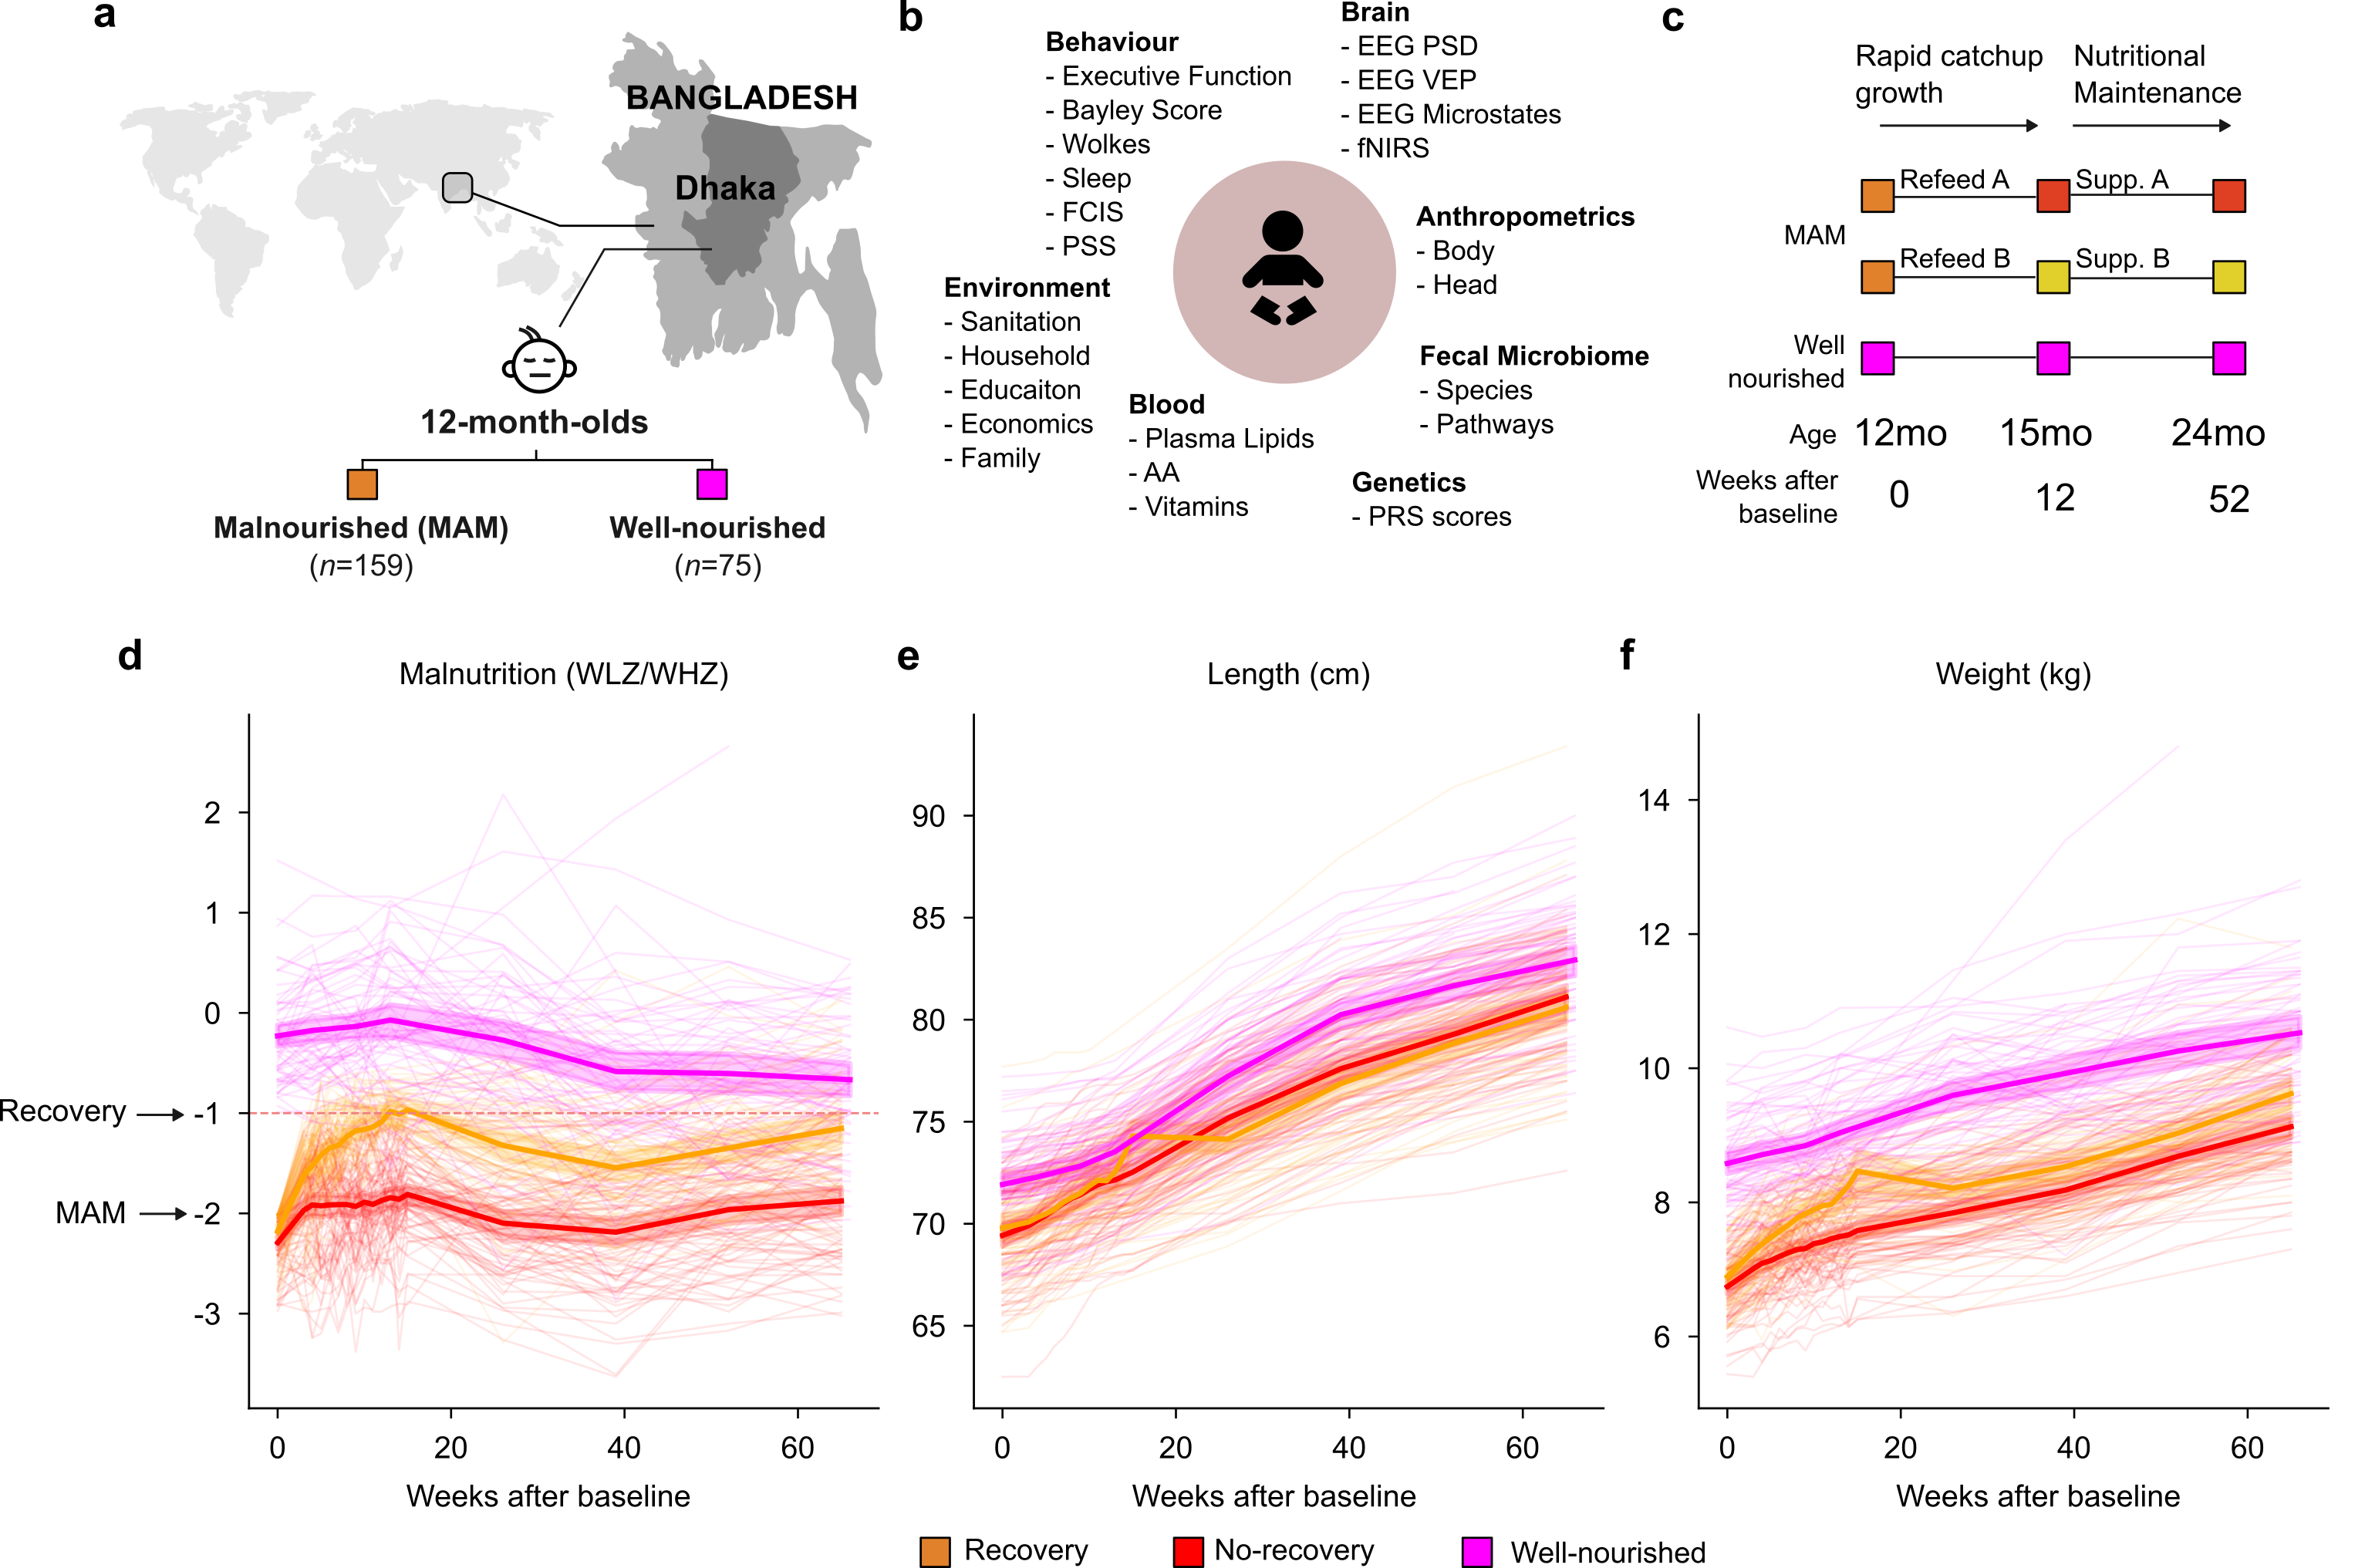 a
BANGLADESH
Dhaka
12-month-olds
Malnourished (MAM)
(n=159)
Well-nourished
(n=75)
b
Behaviour
- Executive Function
- Bayley Score
- Wolkes
- Sleep
- FCIS
- PSS
Brain
- EEG PSD
- EEG VEP
- EEG Microstates
- fNIRS
Anthropometrics
- Body
- Head
Environment
- Sanitation
- Household
- Educaiton
- Economics
- Family
Blood
- Plasma Lipids
- AA
- Vitamins
Fecal Microbiome
- Species
- Pathways
Genetics
- PRS scores
c
Rapid catchup
growth
Nutritional
Maintenance
MAM
Refeed A
Supp. A
Refeed B
Supp. B
Well
nourished
Age
12mo
15mo
24mo
Weeks after
baseline
0
12
52
d
Malnutrition (WLZ/WHZ)
2
1
0
Recovery
-1
MAM
-2
-3
0
20
40
60
Weeks after baseline
e
Length (cm)
90
85
80
75
70
65
0
20
40
60
Weeks after baseline
f
Weight (kg)
14
12
10
8
6
0
20
40
60
Weeks after baseline
Recovery
No-recovery
Well-nourished